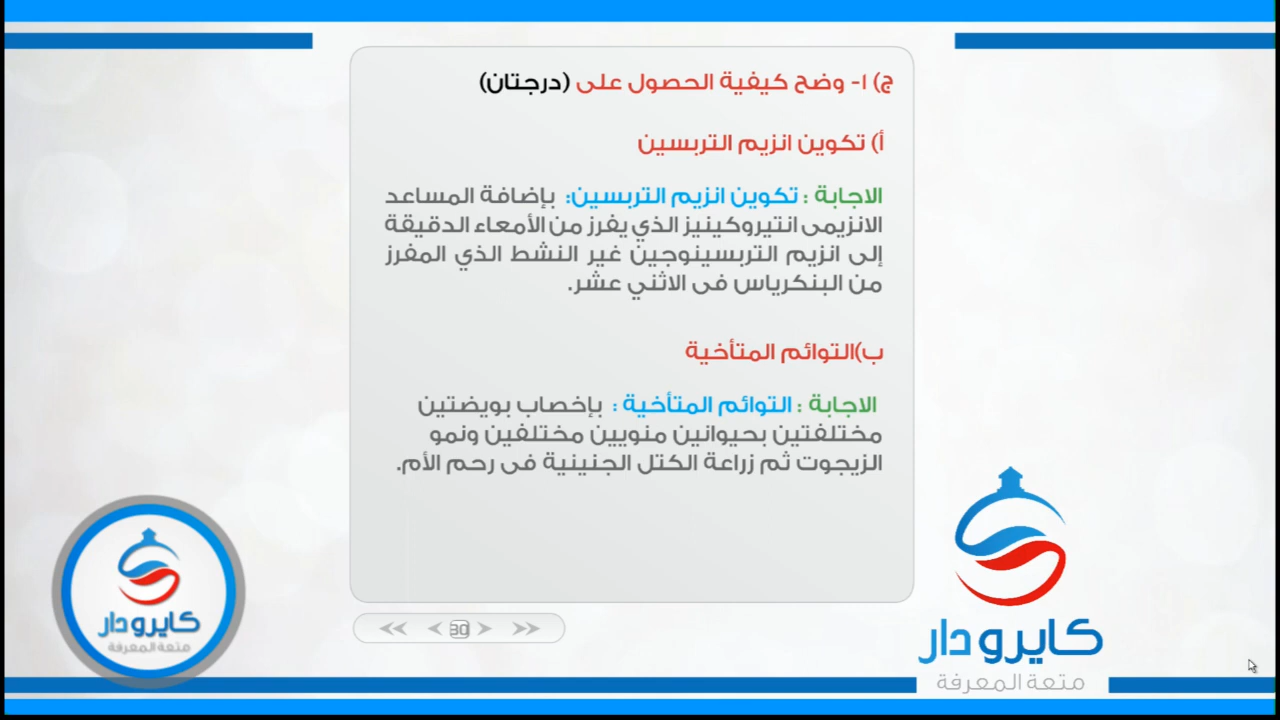 ج) ١- وضح كيفية الحصول على (درجتان)
أ) تكوين انزيم التربسين
الاجابة : تكوين انزيم التربسين: بإضافة المساعد
الانزيمى انتيروكينيز الذي يفرز من الأمعاء الدقيقة
إلى انزيم التربسينوجين غير النشط الذي المفرز
من البنكرياس فى الاثني عشر.
ب)التوائم المتأخية
الاجابة : التوائم المتأخية : بإخصاب بويضتين
مختلفتين بحيوانين منويين مختلفين ونمو
الزيجوت ثم زراعة الكتل الجنينية فى رحم الأم.
30
كايرو دار
متعة المعرفة
كايرو دار
متعة المعرفة